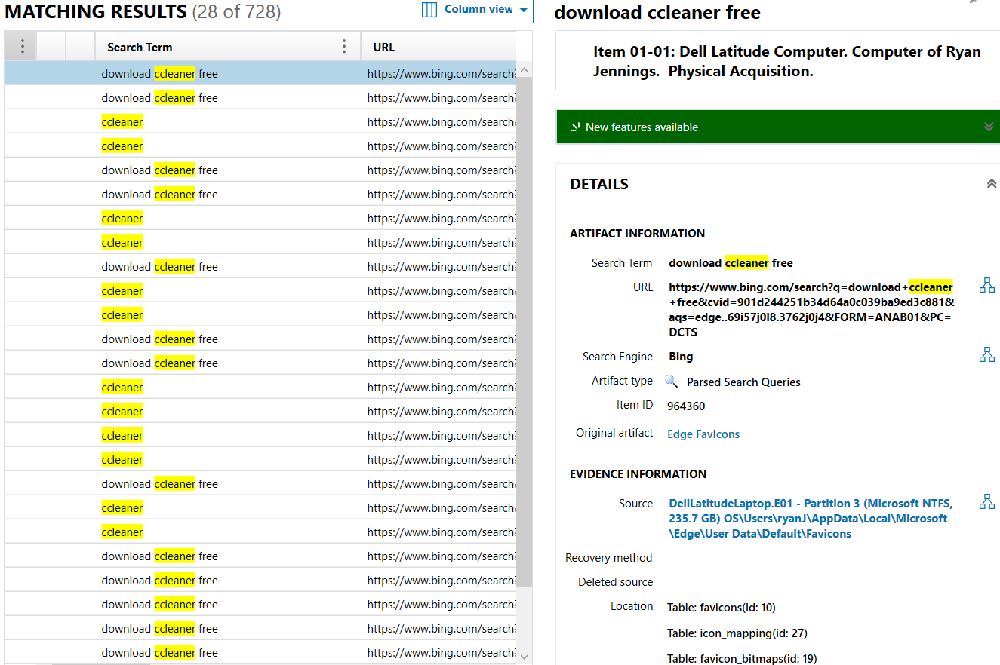 MATCHING RESULTS (28 of 728)
Column view
Search Term URL
download ccleaner free https://www.bing.com/search?
download ccleaner free https://www.bing.com/search?
ccleaner https://www.bing.com/search?
ccleaner https://www.bing.com/search?
download ccleaner free https://www.bing.com/search?
download ccleaner free https://www.bing.com/search?
ccleaner https://www.bing.com/search?
ccleaner https://www.bing.com/search?
download ccleaner free https://www.bing.com/search?
ccleaner https://www.bing.com/search?
ccleaner https://www.bing.com/search?
download ccleaner free https://www.bing.com/search?
download ccleaner free https://www.bing.com/search?
ccleaner https://www.bing.com/search?
ccleaner https://www.bing.com/search?
ccleaner https://www.bing.com/search?
ccleaner https://www.bing.com/search?
download ccleaner free https://www.bing.com/search?
ccleaner https://www.bing.com/search?
ccleaner https://www.bing.com/search?
download ccleaner free https://www.bing.com/search?
download ccleaner free https://www.bing.com/search?
download ccleaner free https://www.bing.com/search?
download ccleaner free https://www.bing.com/search?
download ccleaner free https://www.bing.com/search?
download ccleaner free
Item 01-01: Dell Latitude Computer. Computer of Ryan
Jennings. Physical Acquisition.
New features available
DETAILS
ARTIFACT INFORMATION
Search Term download ccleaner free
URL https://www.bing.com/search?q=download+ccleaner
+free&cvid=901d244251b34d64a0c039ba9ed3c881&
aqs=edge..69i57j0l8.3762j0j4&FORM=ANAB01&PC=
DCTS
Search Engine Bing
Artifact type Parsed Search Queries
Item ID 964360
Original artifact Edge FavIcons
EVIDENCE INFORMATION
Source DellLatitudeLaptop.E01 - Partition 3 (Microsoft NTFS,
235.7 GB) OS\Users\ryanJ\AppData\Local\Microsoft
\Edge\User Data\Default\Favicons
Recovery method
Deleted source
Location Table: favicons(id: 10)
Table: icon_mapping(id: 27)
Table: favicon_bitmaps(id: 19)